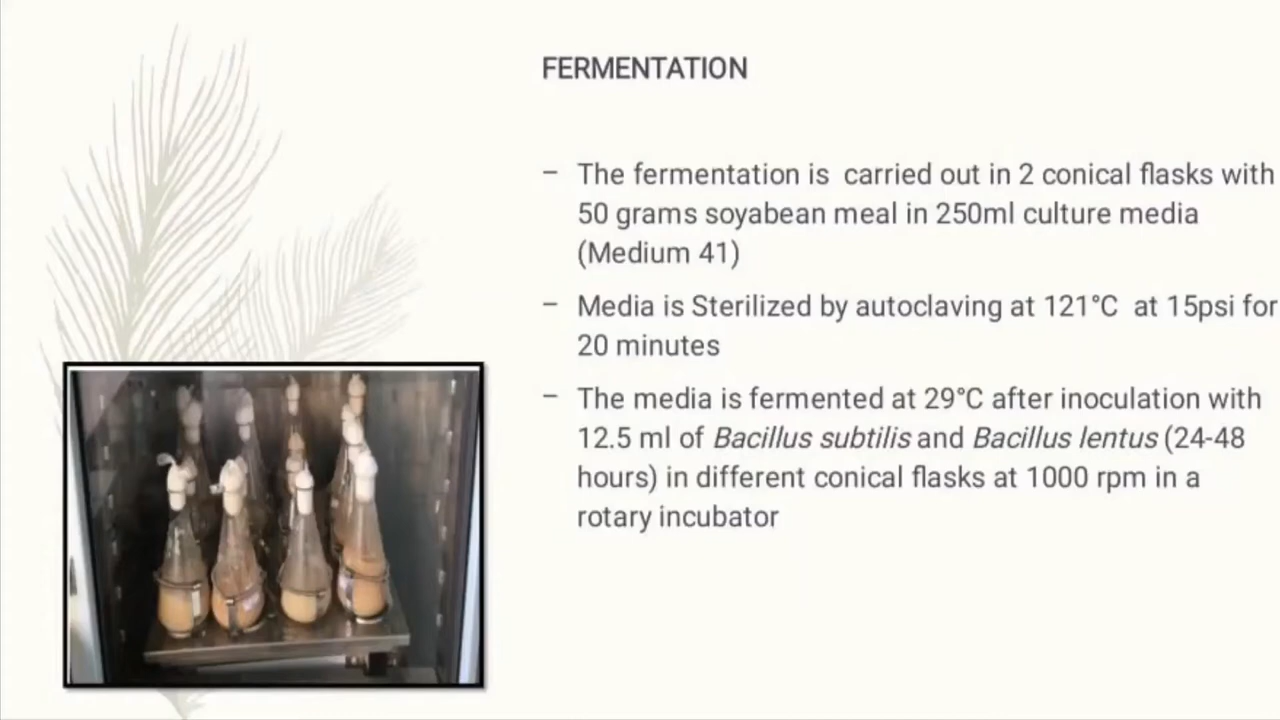 FERMENTATION
– The fermentation is carried out in 2 conical flasks with
50 grams soyabean meal in 250ml culture media
(Medium 41)
– Media is Sterilized by autoclaving at 121°C at 15psi for
20 minutes
– The media is fermented at 29°C after inoculation with
12.5 ml of Bacillus subtilis and Bacillus lentus (24-48
hours) in different conical flasks at 1000 rpm in a
rotary incubator